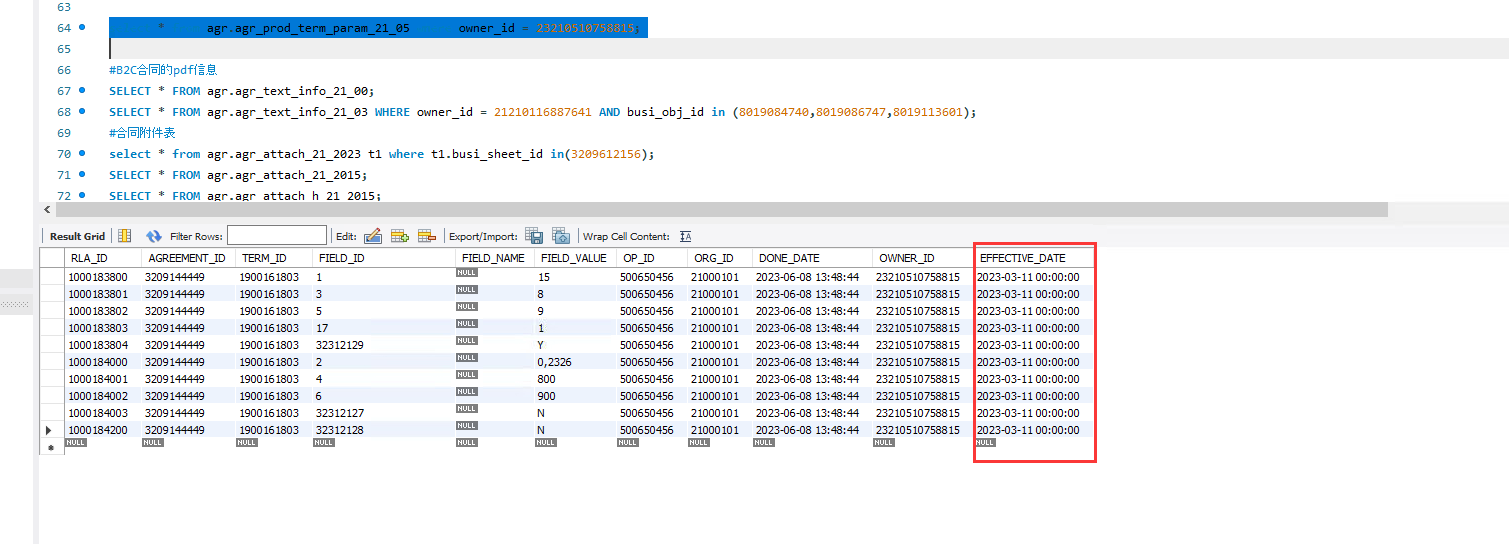 63
64 * agr.agr_prod_term_param_21_05 owner_id = 23210510758815;
65
66 #B2C合同的pdf信息
67 SELECT * FROM agr.agr_text_info_21_00;
68 SELECT * FROM agr.agr_text_info_21_03 WHERE owner_id = 21210116887641 AND busi_obj_id in (8019084740,8019086747,8019113601);
69 #合同附件表
70 select * from agr.agr_attach_21_2023 t1 where t1.busi_sheet_id in(3209612156);
71 SELECT * FROM agr.agr_attach_21_2015;
72 SELECT * FROM agr.agr_attach_h_21_2015;
Result Grid Filter Rows: Edit: Export/Import: Wrap Cell Content:
RLA_ID AGREEMENT_ID TERM_ID FIELD_ID FIELD_NAME FIELD_VALUE OP_ID ORG_ID DONE_DATE OWNER_ID EFFECTIVE_DATE
1000183800 3209144449 1900161803 1 NULL 15 500650456 21000101 2023-06-08 13:48:44 23210510758815 2023-03-11 00:00:00
1000183801 3209144449 1900161803 3 NULL 8 500650456 21000101 2023-06-08 13:48:44 23210510758815 2023-03-11 00:00:00
1000183802 3209144449 1900161803 5 NULL 9 500650456 21000101 2023-06-08 13:48:44 23210510758815 2023-03-11 00:00:00
1000183803 3209144449 1900161803 17 NULL 1 500650456 21000101 2023-06-08 13:48:44 23210510758815 2023-03-11 00:00:00
1000183804 3209144449 1900161803 32312129 NULL Y 500650456 21000101 2023-06-08 13:48:44 23210510758815 2023-03-11 00:00:00
1000184000 3209144449 1900161803 2 NULL 0,2326 500650456 21000101 2023-06-08 13:48:44 23210510758815 2023-03-11 00:00:00
1000184001 3209144449 1900161803 4 NULL 800 500650456 21000101 2023-06-08 13:48:44 23210510758815 2023-03-11 00:00:00
1000184002 3209144449 1900161803 6 NULL 900 500650456 21000101 2023-06-08 13:48:44 23210510758815 2023-03-11 00:00:00
1000184003 3209144449 1900161803 32312127 NULL N 500650456 21000101 2023-06-08 13:48:44 23210510758815 2023-03-11 00:00:00
1000184200 3209144449 1900161803 32312128 NULL N 500650456 21000101 2023-06-08 13:48:44 23210510758815 2023-03-11 00:00:00
NULL NULL NULL NULL NULL NULL NULL NULL NULL NULL NULL